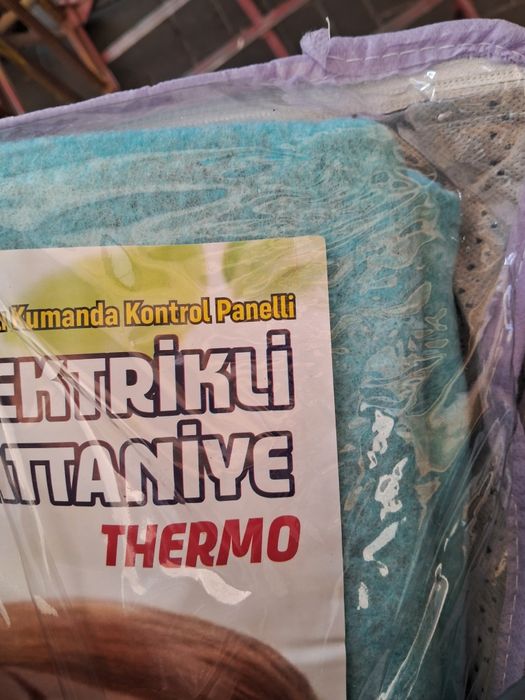 Kumanda Kontrol Panelli
EKTRİKLİ
ATTANİYE
THERMO